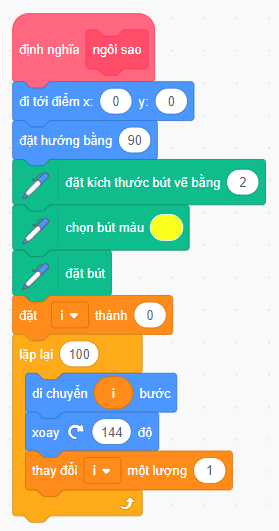 định nghĩa ngôi sao
đi tới điểm x: 0 y: 0
đặt hướng bằng 90
đặt kích thước bút vẽ bằng 2
chọn bút màu
đặt bút
đặt i thành 0
lặp lại 100
di chuyển i bước
xoay 144 độ
thay đổi i một lượng 1